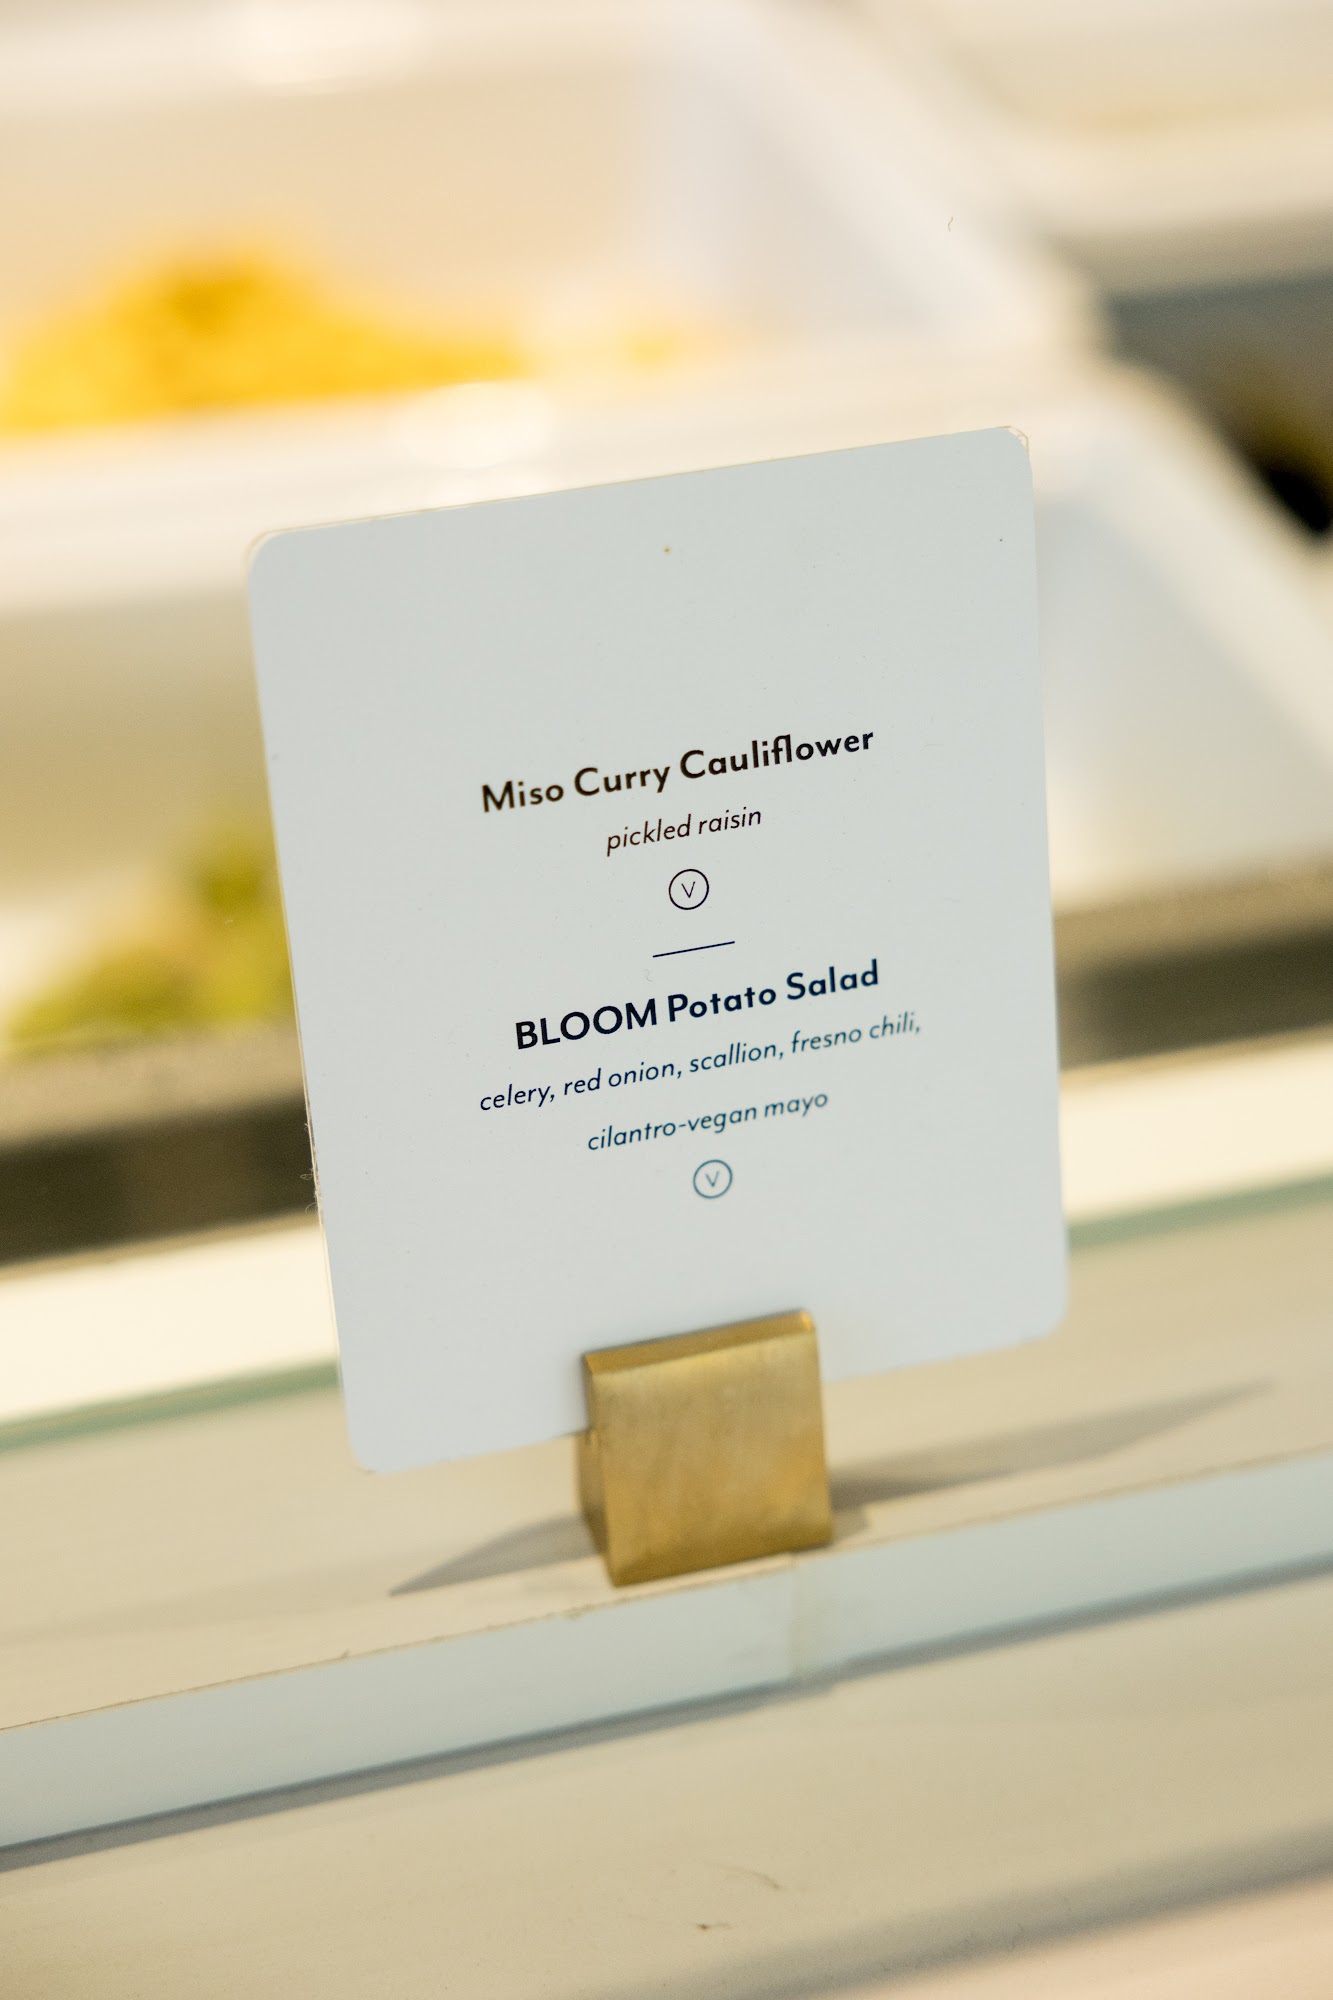 Miso Curry Cauliflower
pickled raisin
V
BLOOM Potato Salad
celery, red onion, scallion, fresno chili,
cilantro-vegan mayo
V